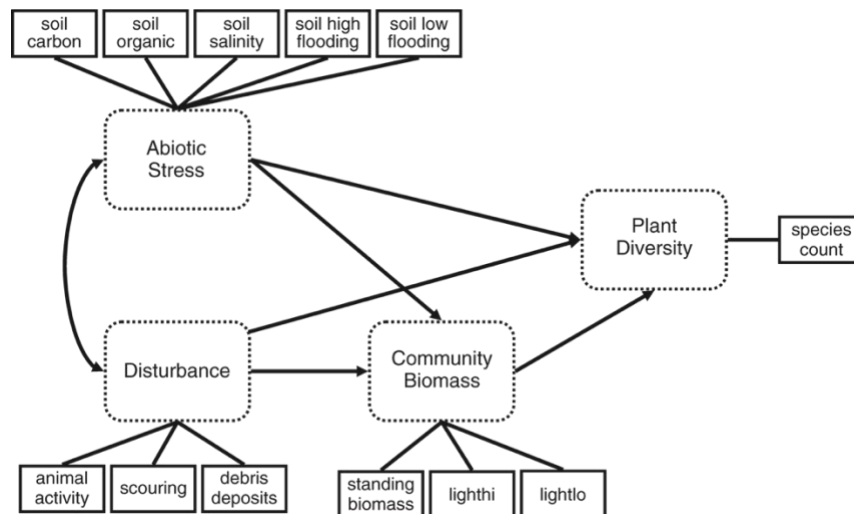 soil
carbon
soil
organic
soil
salinity
soil high
flooding
soil low
flooding
Abiotic
Stress
Plant
Diversity
species
count
Disturbance
Community
Biomass
animal
activity
scouring
debris
deposits
standing
biomass
lighthi
lightlo